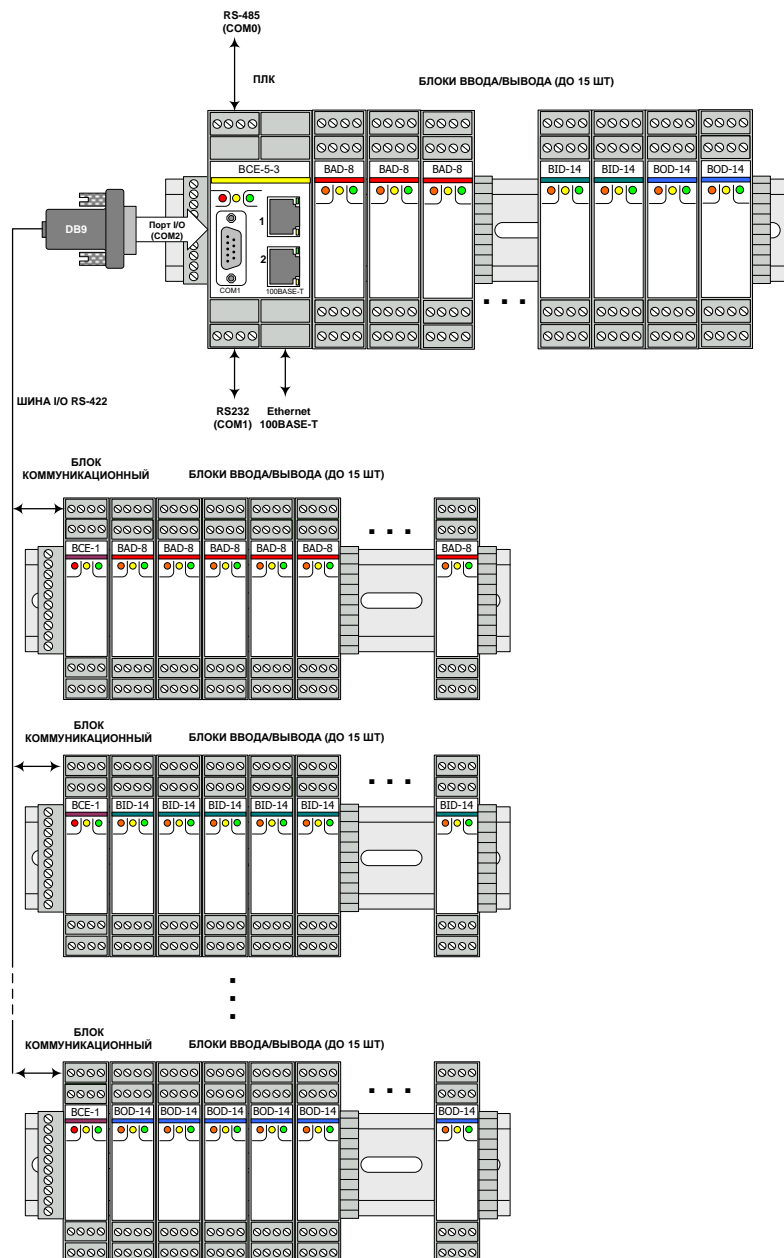 RS-485
(COM0)
ПЛК
БЛОКИ ВВОДА/ВЫВОДА (ДО 15 ШТ)
BCE-5-3
BAD-8
BAD-8
BAD-8
BID-14
BID-14
BOD-14
BOD-14
DB9
Порт I/O
(COM2)
1
2
COM1
100BASE-T
. . .
ШИНА I/O RS-422
RS232
(COM1)
Ethernet
100BASE-T
БЛОК
КОММУНИКАЦИОННЫЙ
БЛОКИ ВВОДА/ВЫВОДА (ДО 15 ШТ)
. . .
BCE-1
BAD-8
BAD-8
BAD-8
BAD-8
BAD-8
BAD-8
БЛОК
КОММУНИКАЦИОННЫЙ
БЛОКИ ВВОДА/ВЫВОДА (ДО 15 ШТ)
. . .
BCE-1
BID-14
BID-14
BID-14
BID-14
BID-14
BID-14
БЛОК
КОММУНИКАЦИОННЫЙ
БЛОКИ ВВОДА/ВЫВОДА (ДО 15 ШТ)
. . .
BCE-1
BOD-14
BOD-14
BOD-14
BOD-14
BOD-14
BOD-14